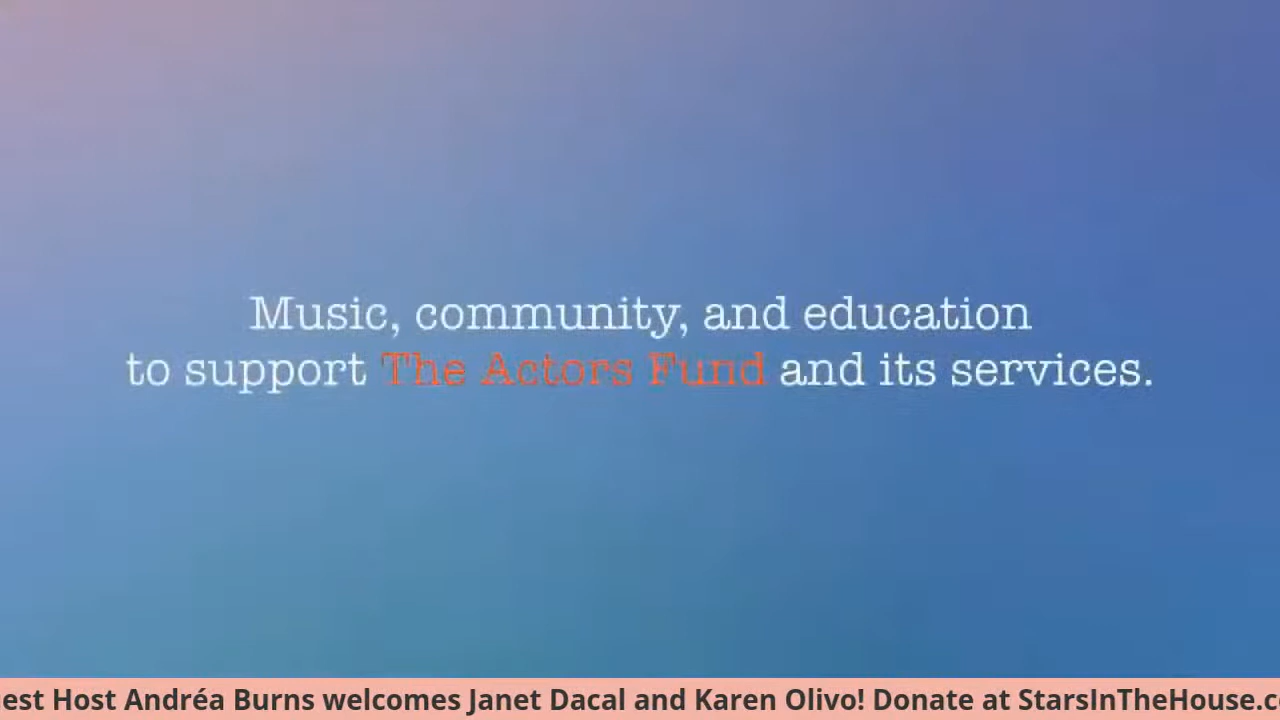 Music, community, and education
to support The Actors Fund and its services.
est Host Andréa Burns welcomes Janet Dacal and Karen Olivo! Donate at StarsInTheHouse.c